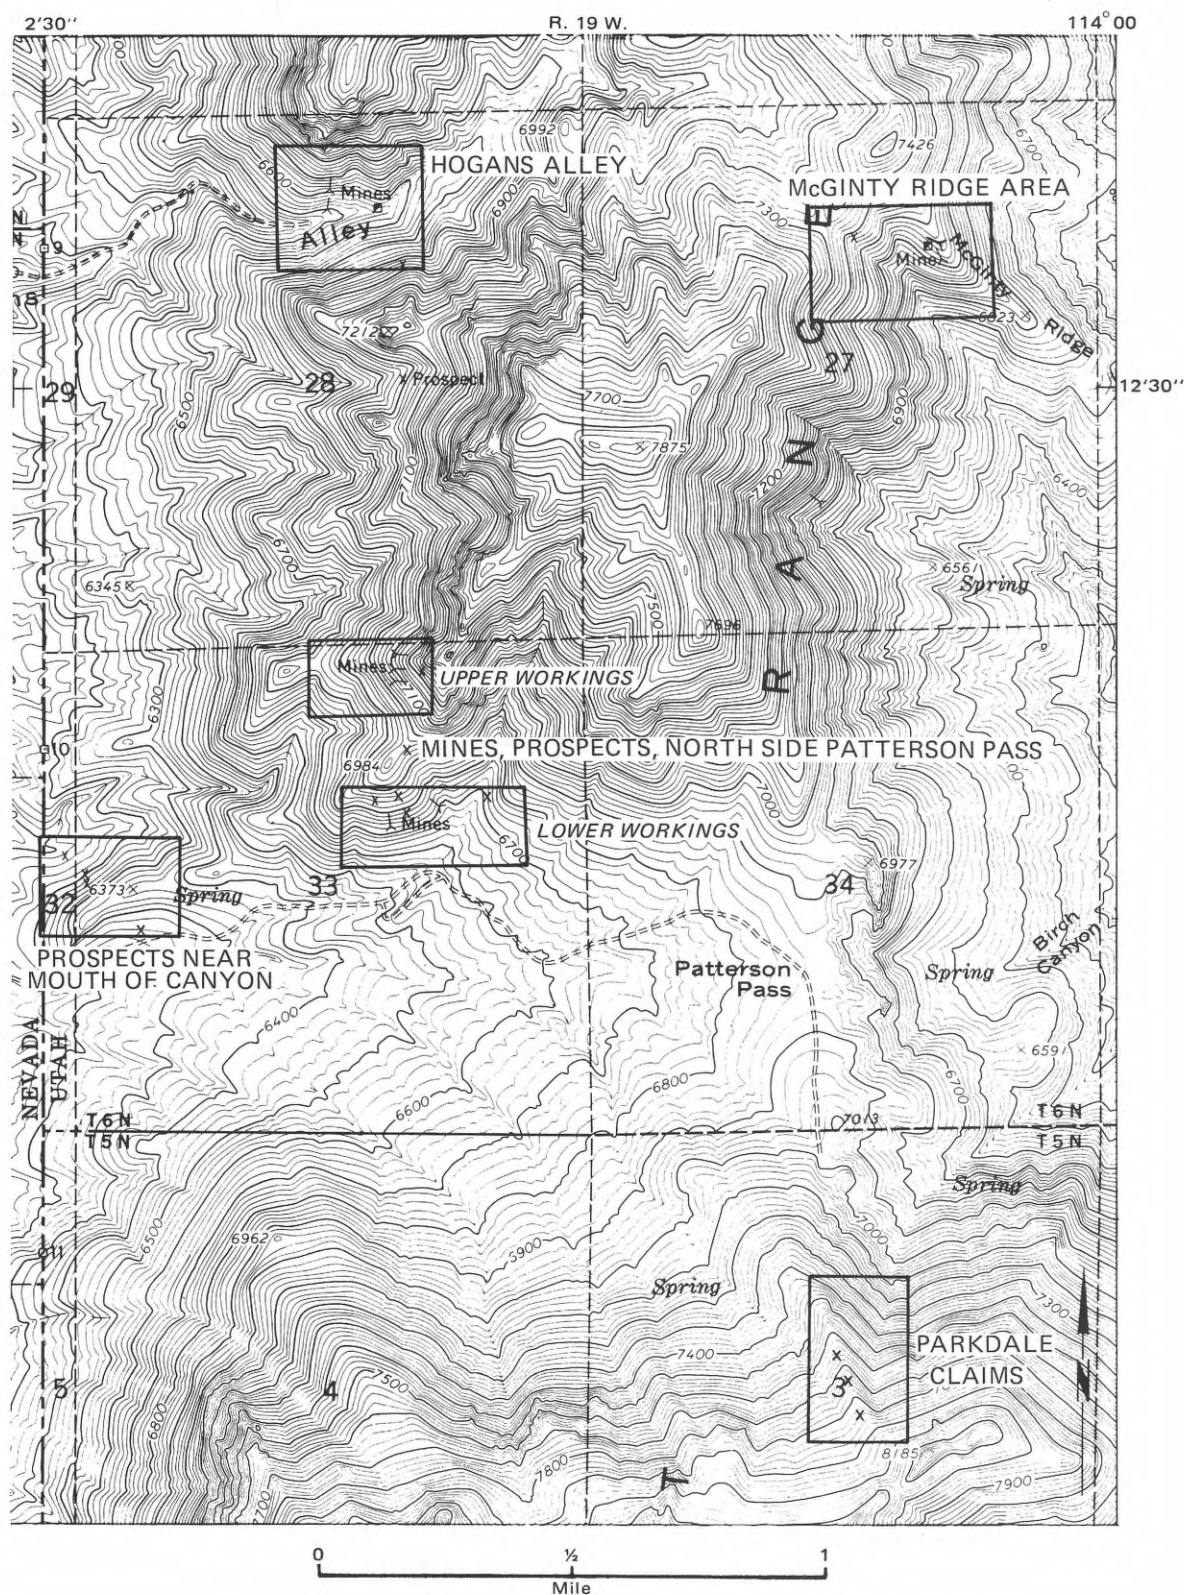 2'30"
R. 19 W.
114°00
7000
6992
7426
6700
HOGANS ALLEY
McGINTY RIDGE AREA
6600
Mines
Alley
6900
7300
E
Mine
McGinty
Ridge
N
N
9
18
7212
6823
G
27
12'30"
29
28
Prospect
6500
7700
6900
7875
N
7100
7200
6400
6700
A
6561
Spring
6345
7500
7696
Mines
UPPER WORKINGS
R
6300
10
MINES, PROSPECTS, NORTH SIDE PATTERSON PASS
6984
7000
Mines
LOWER WORKINGS
6700
6977
6373
Spring
33
34
32
PROSPECTS NEAR
MOUTH OF CANYON
Patterson
Pass
Spring
Birch
Canyon
6400
NEVADA
UTAH
6591
6800
6700
6600
T6N
T5N
7013
T6N
T5N
Spring
6500
6962
6900
7000
11
Spring
7300
7400
PARKDALE
CLAIMS
N
5
4
7500
3
6800
8185
7800
T
7900
7700
0
½
1
Mile